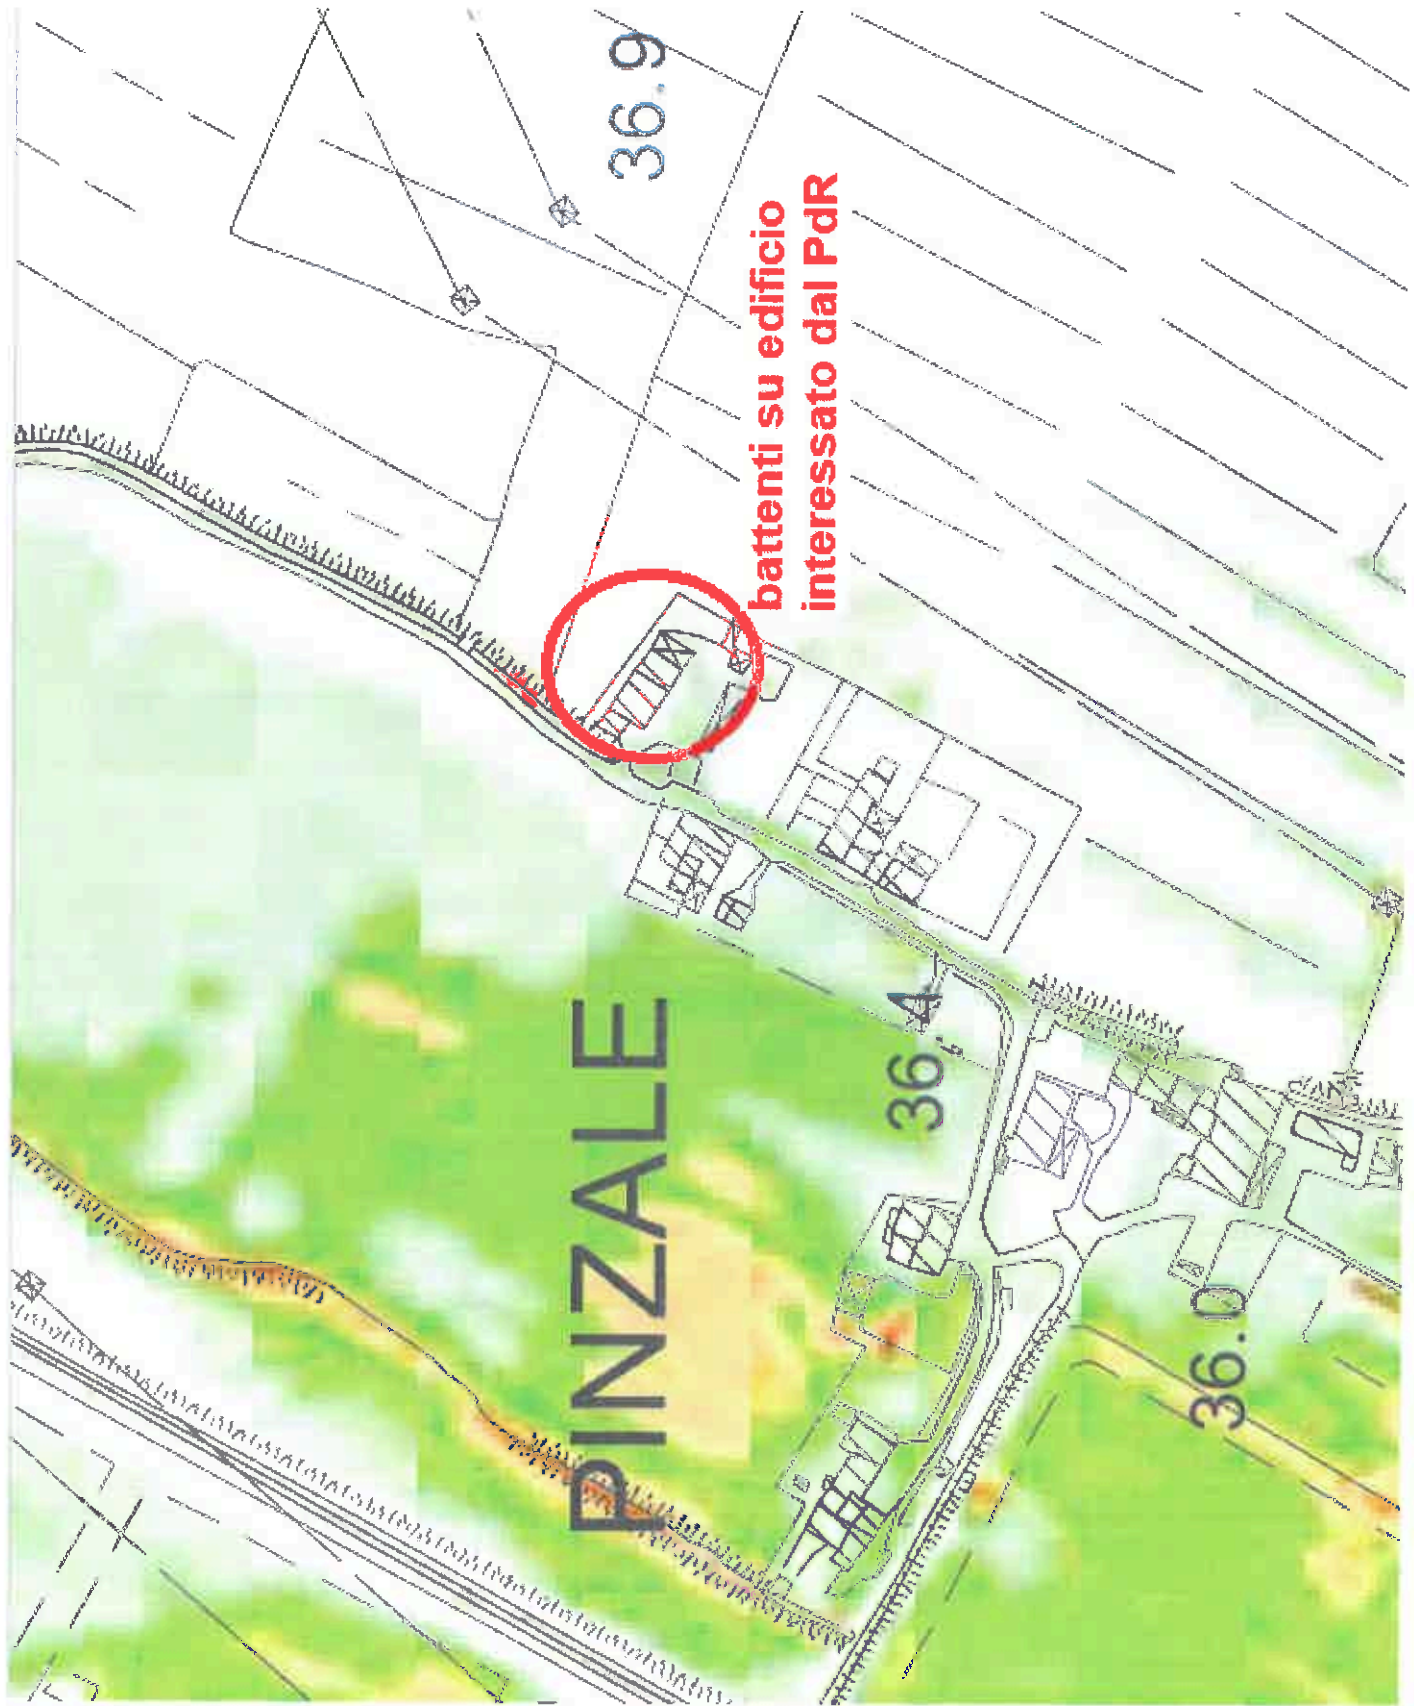 36.9
battenti su edificio
interessato dal PdR
PINZALE
36.4
36.0